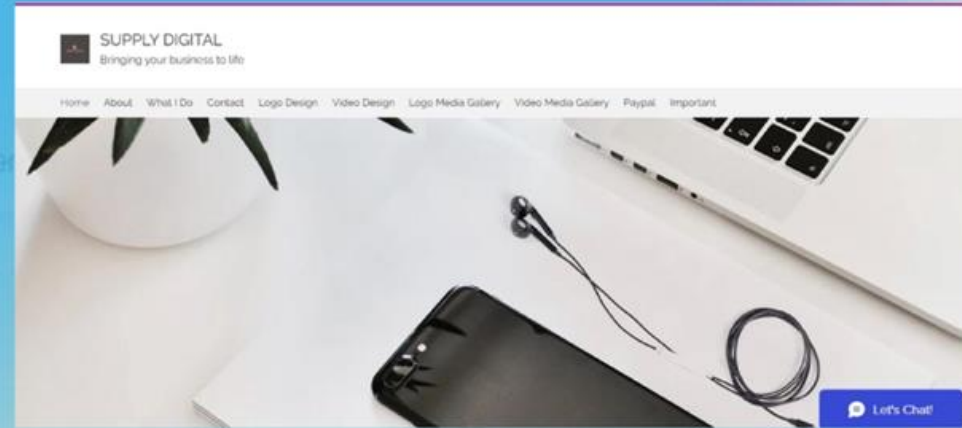 SUPPLY DIGITAL
Bringing your business to life
Home About What I Do Contact Logo Design Video Design Logo Media Gallery Video Media Gallery Paypal Important
Let's Chat!